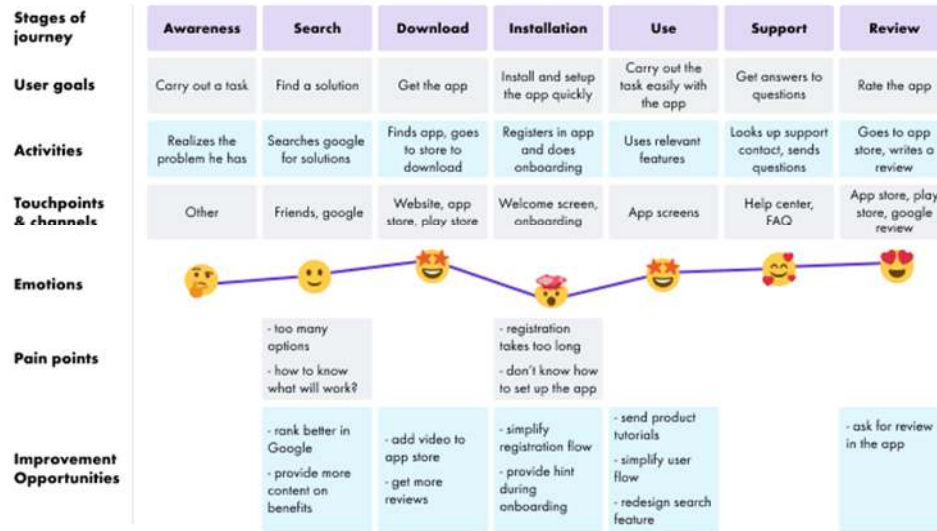 Stages of
journey
Awareness
Search
Download
Installation
Use
Support
Review
User goals
Carry out a task
Find a solution
Get the app
Install and setup
the app quickly
Carry out the
task easily with
the app
Get answers to
questions
Rate the app
Activities
Realizes the
problem he has
Searches google
for solutions
Finds app, goes
to store to
download
Registers in app
and does
onboarding
Uses relevant
features
Looks up support
contact, sends
questions
Goes to app
store, writes a
review
Touchpoints
& channels
Other
Friends, google
Website, app
store, play store
Welcome screen,
onboarding
App screens
Help center,
FAQ
App store, play
store, google
review
Emotions
Pain points
- too many
options
- how to know
what will work?
- registration
takes too long
- don't know how
to set up the app
Improvement
Opportunities
- rank better in
Google
- provide more
content on
benefits
- add video to
app store
- get more
reviews
- simplify
registration flow
- provide hint
during
onboarding
- send product
tutorials
- simplify user
flow
- redesign search
feature
- ask for review
in the app